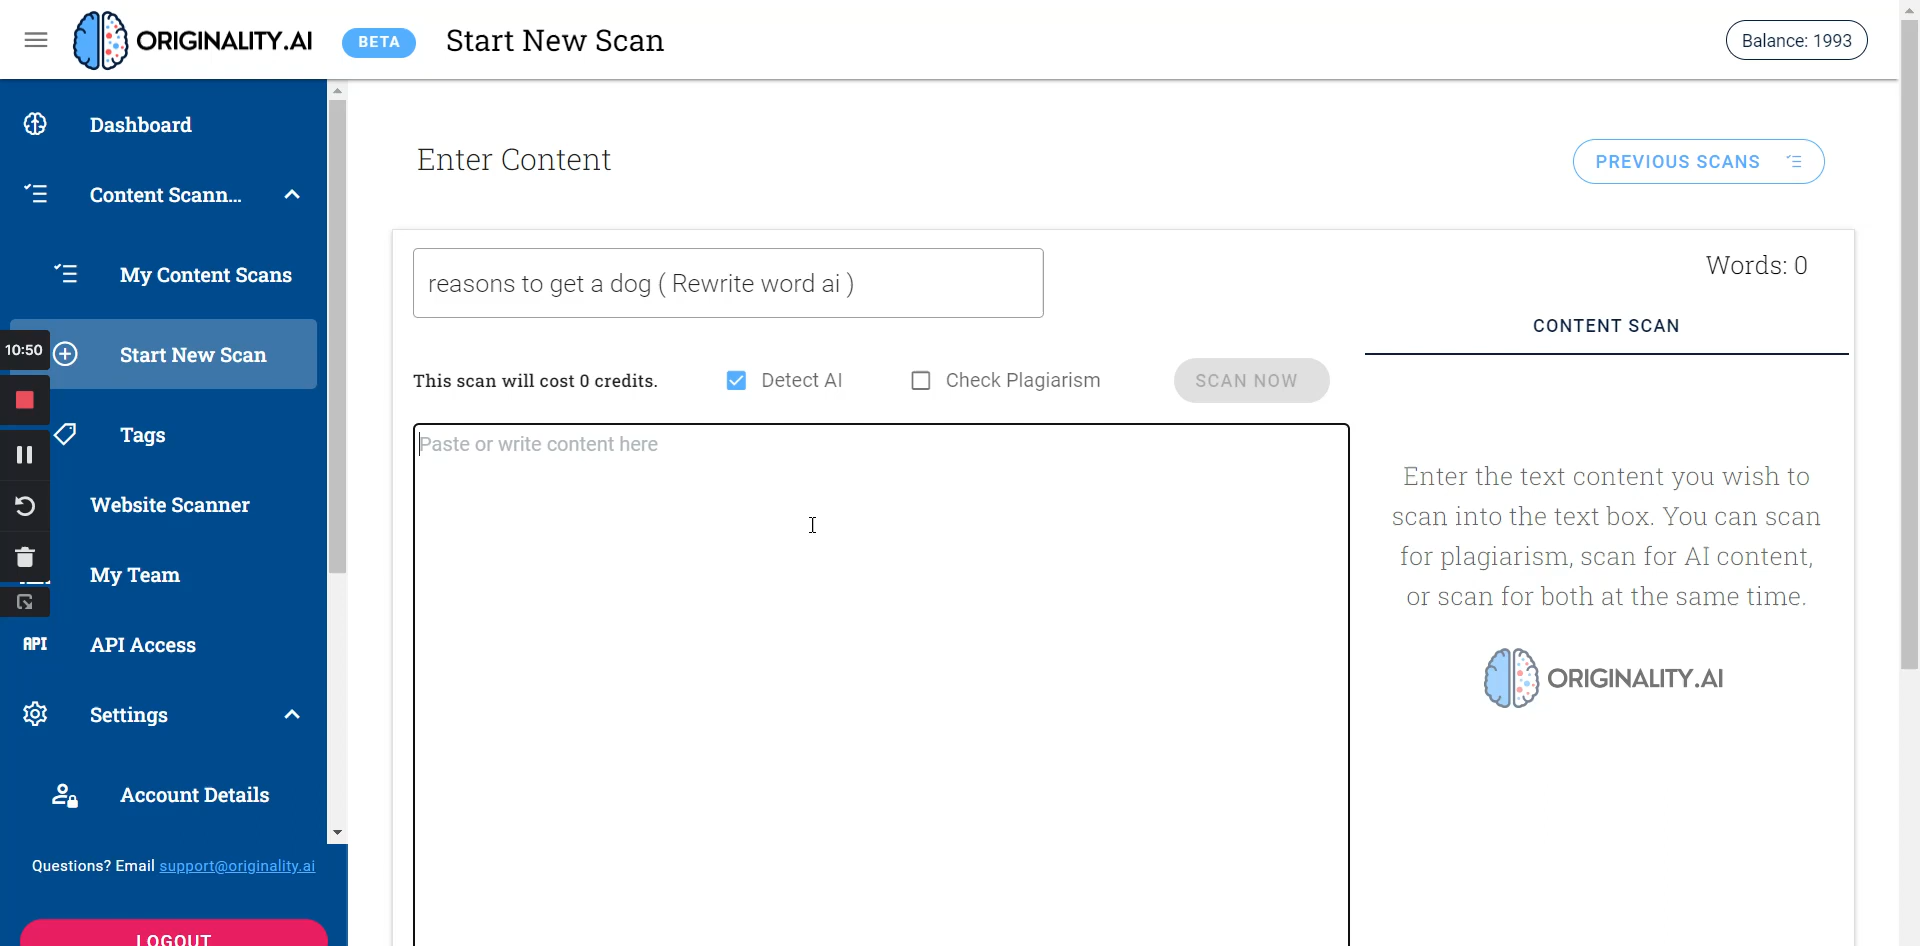 ORIGINALITY.AI
BETA
Start New Scan
Balance: 1993
Dashboard
Content Scann...
My Content Scans
10:50
Start New Scan
Tags
Website Scanner
My Team
API
API Access
Settings
Account Details
Questions? Email support@originality.ai
LOGOUT
Enter Content
PREVIOUS SCANS
reasons to get a dog ( Rewrite word ai )
Words: 0
CONTENT SCAN
This scan will cost 0 credits.
Detect AI
Check Plagiarism
SCAN NOW
Paste or write content here
Enter the text content you wish to
scan into the text box. You can scan
for plagiarism, scan for AI content,
or scan for both at the same time.
ORIGINALITY.AI